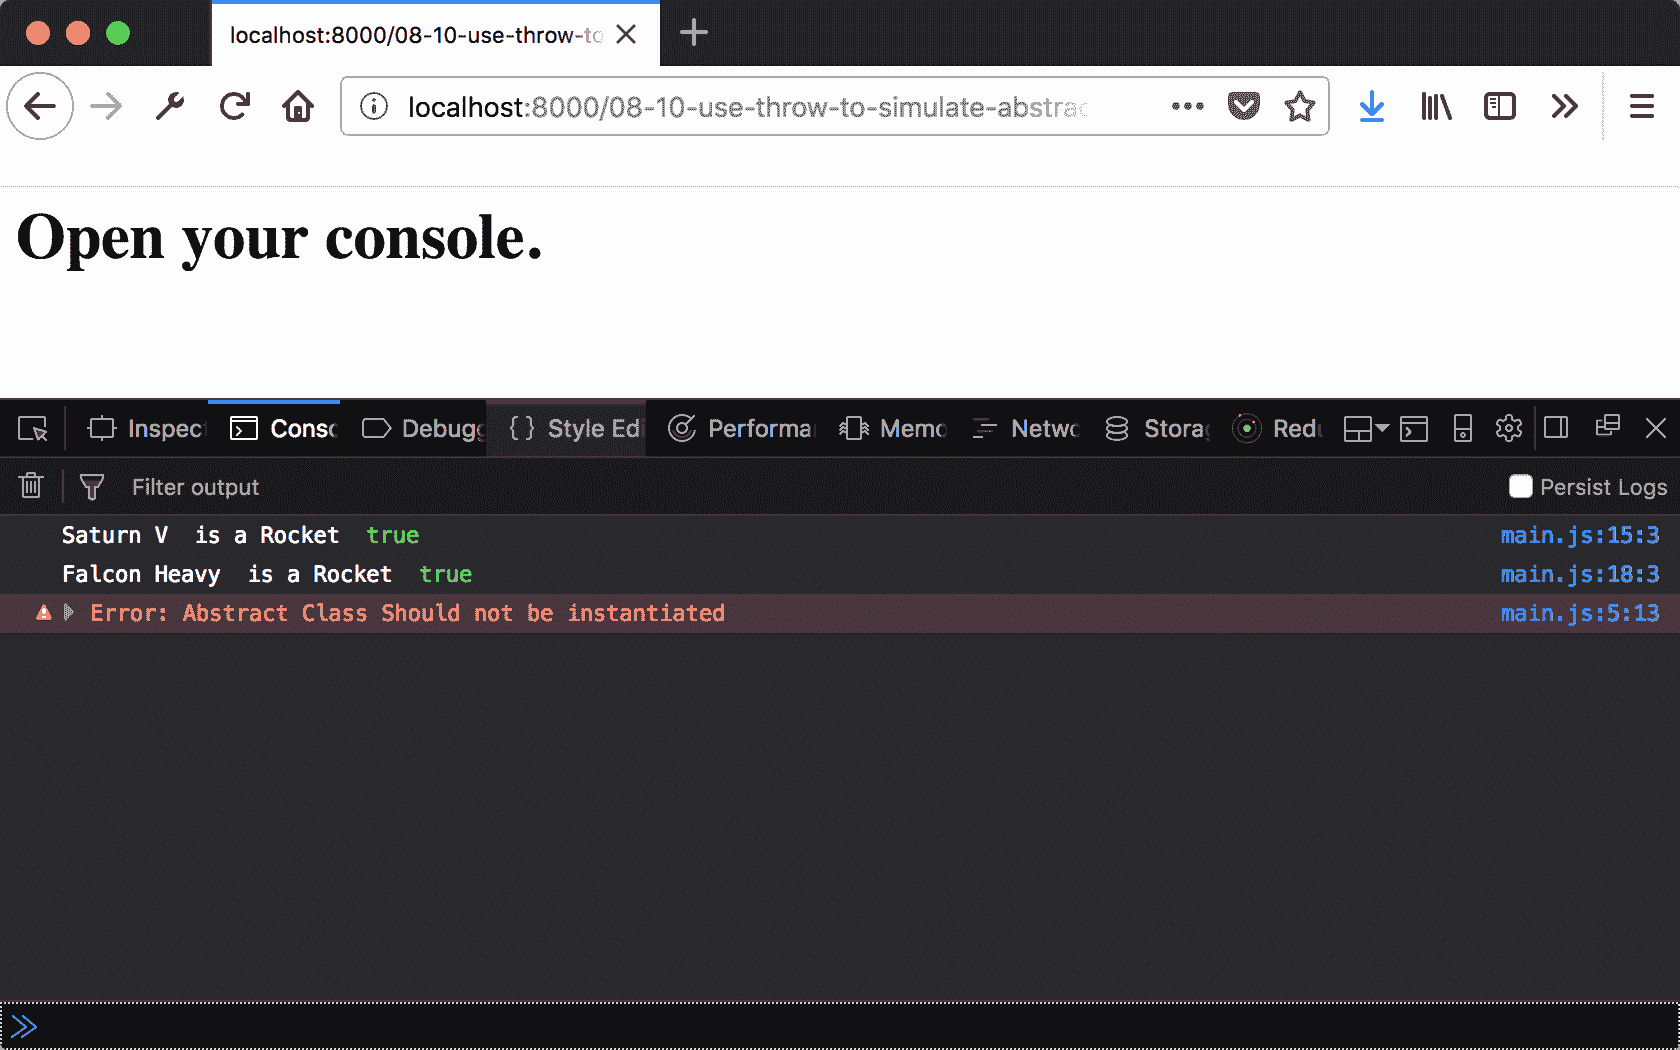 localhost:8000/08-10-use-throw-to
localhost:8000/08-10-use-throw-to-simulate-abstrac
Open your console.
Inspec Consc Debugg { } Style Edi Performa Memo Netwo Storag Redu
Filter output Persist Logs
Saturn V is a Rocket true main.js:15:3
Falcon Heavy is a Rocket true main.js:18:3
Error: Abstract Class Should not be instantiated main.js:5:13